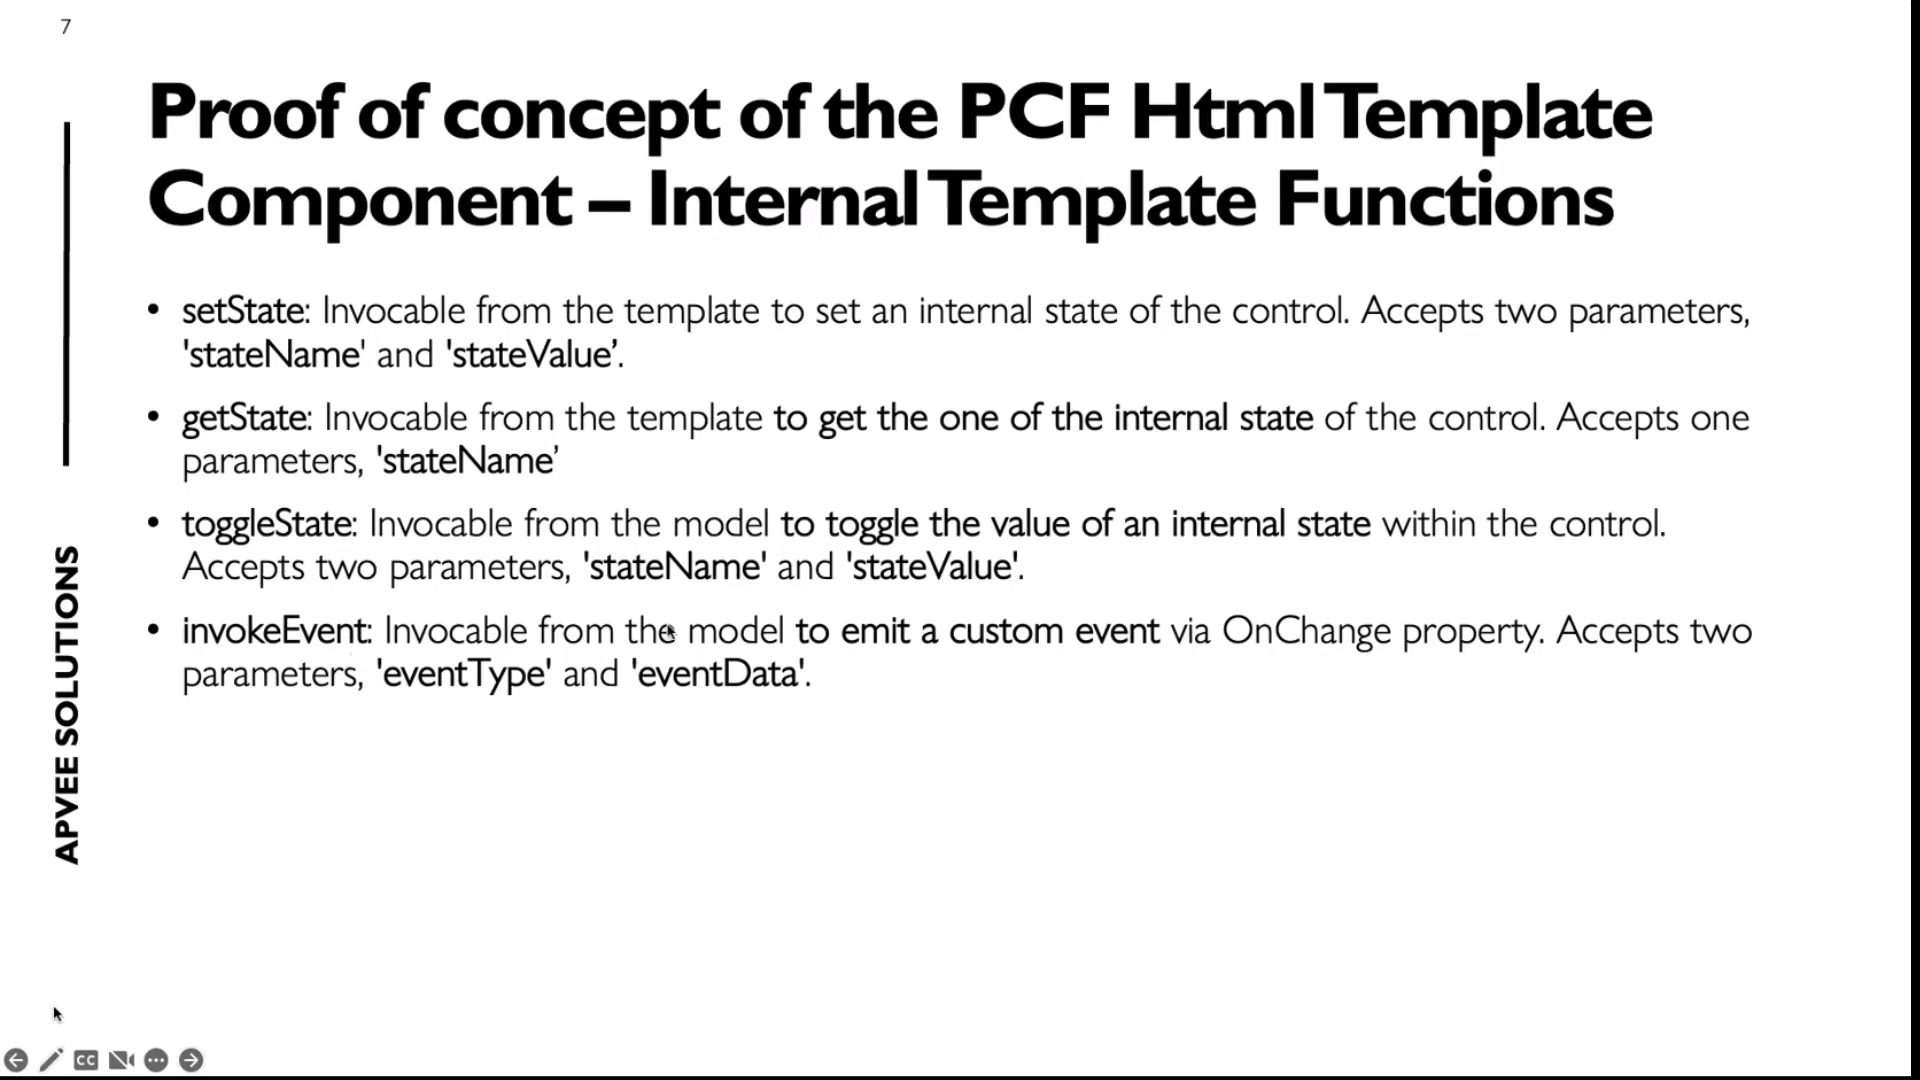 7
Proof of concept of the PCF Html Template
Component – Internal Template Functions
• setState: Invocable from the template to set an internal state of the control. Accepts two parameters,
'stateName' and 'stateValue’.
• getState: Invocable from the template to get the one of the internal state of the control. Accepts one
parameters, 'stateName’
• toggleState: Invocable from the model to toggle the value of an internal state within the control.
Accepts two parameters, 'stateName' and 'stateValue'.
• invokeEvent: Invocable from the model to emit a custom event via OnChange property. Accepts two
parameters, 'eventType' and 'eventData'.
APVEE SOLUTIONS
CC